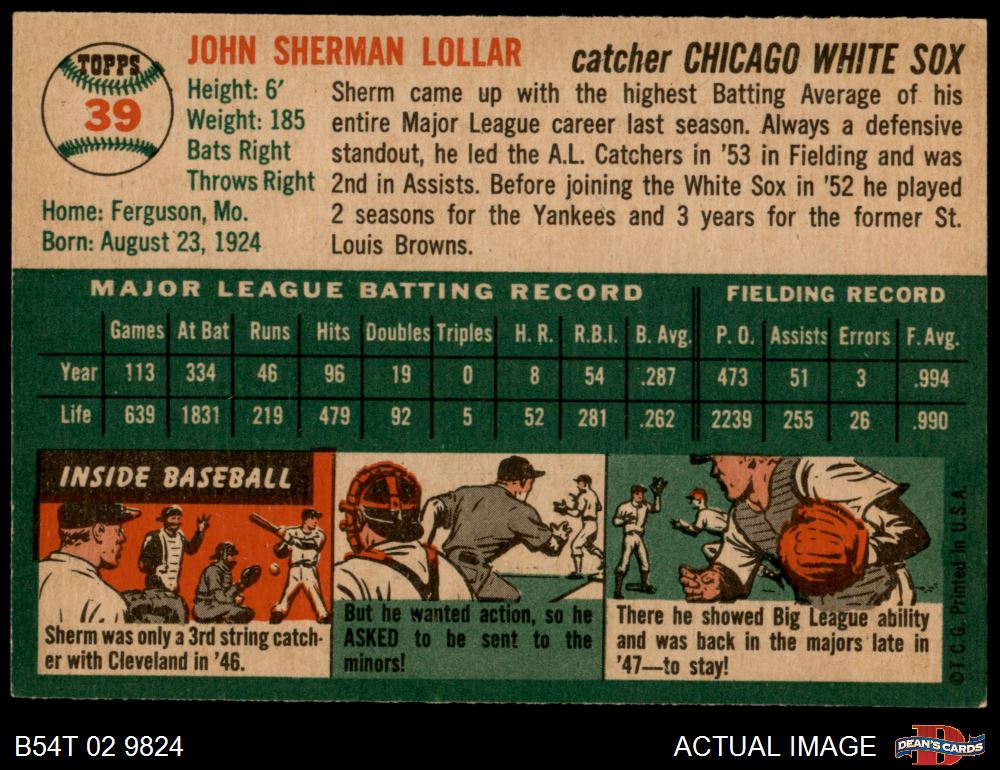 TOPPS
39
JOHN SHERMAN LOLLAR
catcher CHICAGO WHITE SOX
Height: 6'
Weight: 185
Bats Right
Throws Right
Home: Ferguson, Mo.
Born: August 23, 1924
Sherm came up with the highest Batting Average of his
entire Major League career last season. Always a defensive
standout, he led the A.L. Catchers in '53 in Fielding and was
2nd in Assists. Before joining the White Sox in '52 he played
2 seasons for the Yankees and 3 years for the former St.
Louis Browns.
MAJOR LEAGUE BATTING RECORD FIELDING RECORD
Games At Bat Runs Hits Doubles Triples H. R. R.B.I. B. Avg. P. O. Assists Errors F. Avg.
Year 113 334 46 96 19 0 8 54 .287 473 51 3 .994
Life 639 1831 219 479 92 5 52 281 .262 2239 255 26 .990
INSIDE BASEBALL
Sherm was only a 3rd string catch-
er with Cleveland in '46.
But he wanted action, so he
ASKED to be sent to the
minors!
There he showed Big League ability
and was back in the majors late in
'47—to stay!
© T.C.G. Printed in U.S.A.
B54T 02 9824
ACTUAL IMAGE
D
DEAN'S CARDS